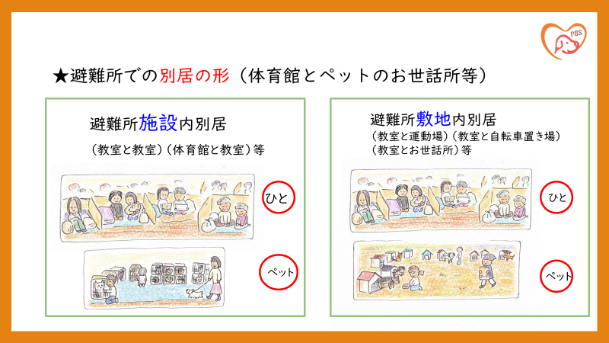 PBS
★避難所での別居の形（体育館とペットのお世話所等）
避難所施設内別居
（教室と教室）（体育館と教室）等
ひと
ペット
避難所敷地内別居
（教室と運動場）（教室と自転車置き場）
（教室とお世話所）等
ひと
ペット